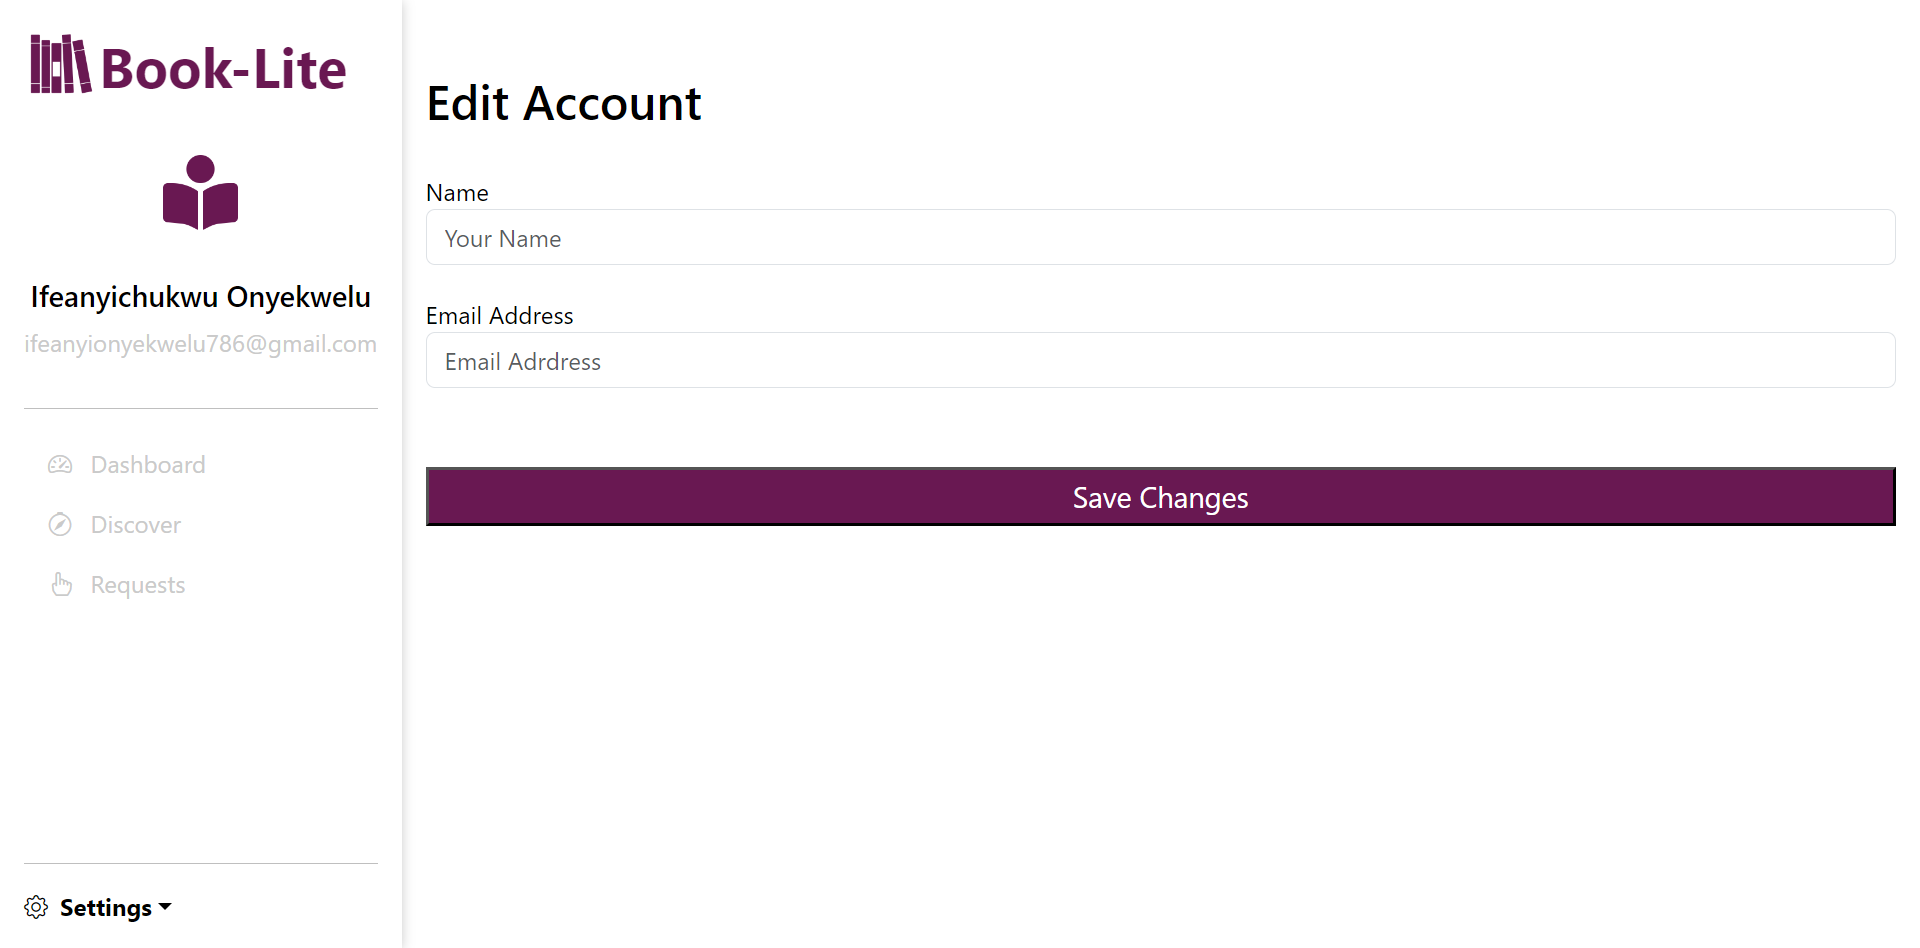 Book-Lite
Ifeanyichukwu Onyekwelu
ifeanyionyekwelu786@gmail.com
Dashboard
Discover
Requests
Settings
Edit Account
Name
Your Name
Email Address
Email Adrdress
Save Changes